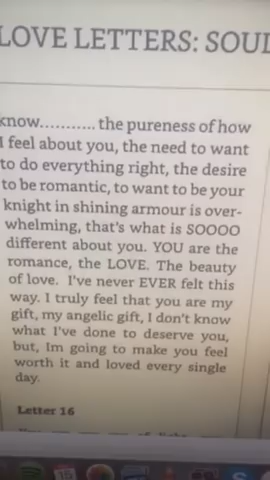 LOVE LETTERS: SOUL
know........... the pureness of how
I feel about you, the need to want
to do everything right, the desire
to be romantic, to want to be your
knight in shining armour is over-
whelming, that's what is SOOOO
different about you. YOU are the
romance, the LOVE. The beauty
of love. I've never EVER felt this
way. I truly feel that you are my
gift, my angelic gift, I don't know
what I've done to deserve you,
but, Im going to make you feel
worth it and loved every single
day.
Letter 16